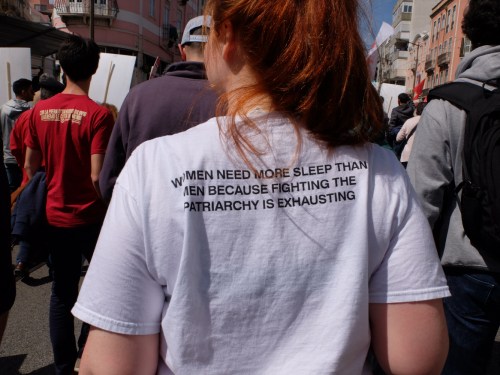 WOMEN NEED MORE SLEEP THAN
MEN BECAUSE FIGHTING THE
PATRIARCHY IS EXHAUSTING